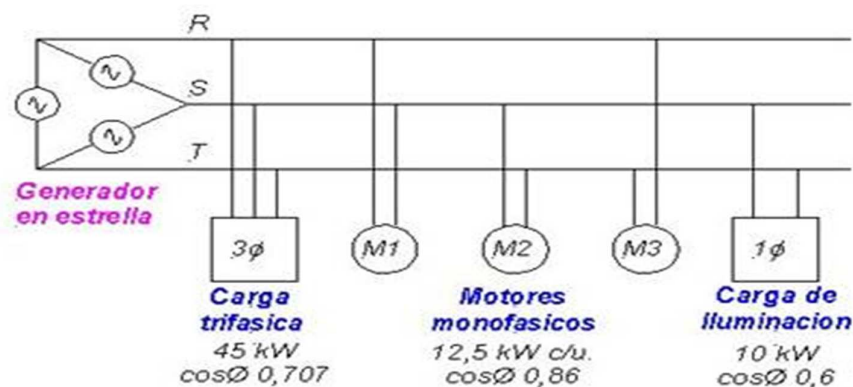 R
S
T
Generador
en estrella
3ϕ
M1
M2
M3
1ϕ
Carga
trifasica
45 kW
cosØ 0,707
Motores
monofasicos
12,5 kW c/u.
cosØ 0,86
Carga de
iluminacion
10 kW
cosØ 0,6